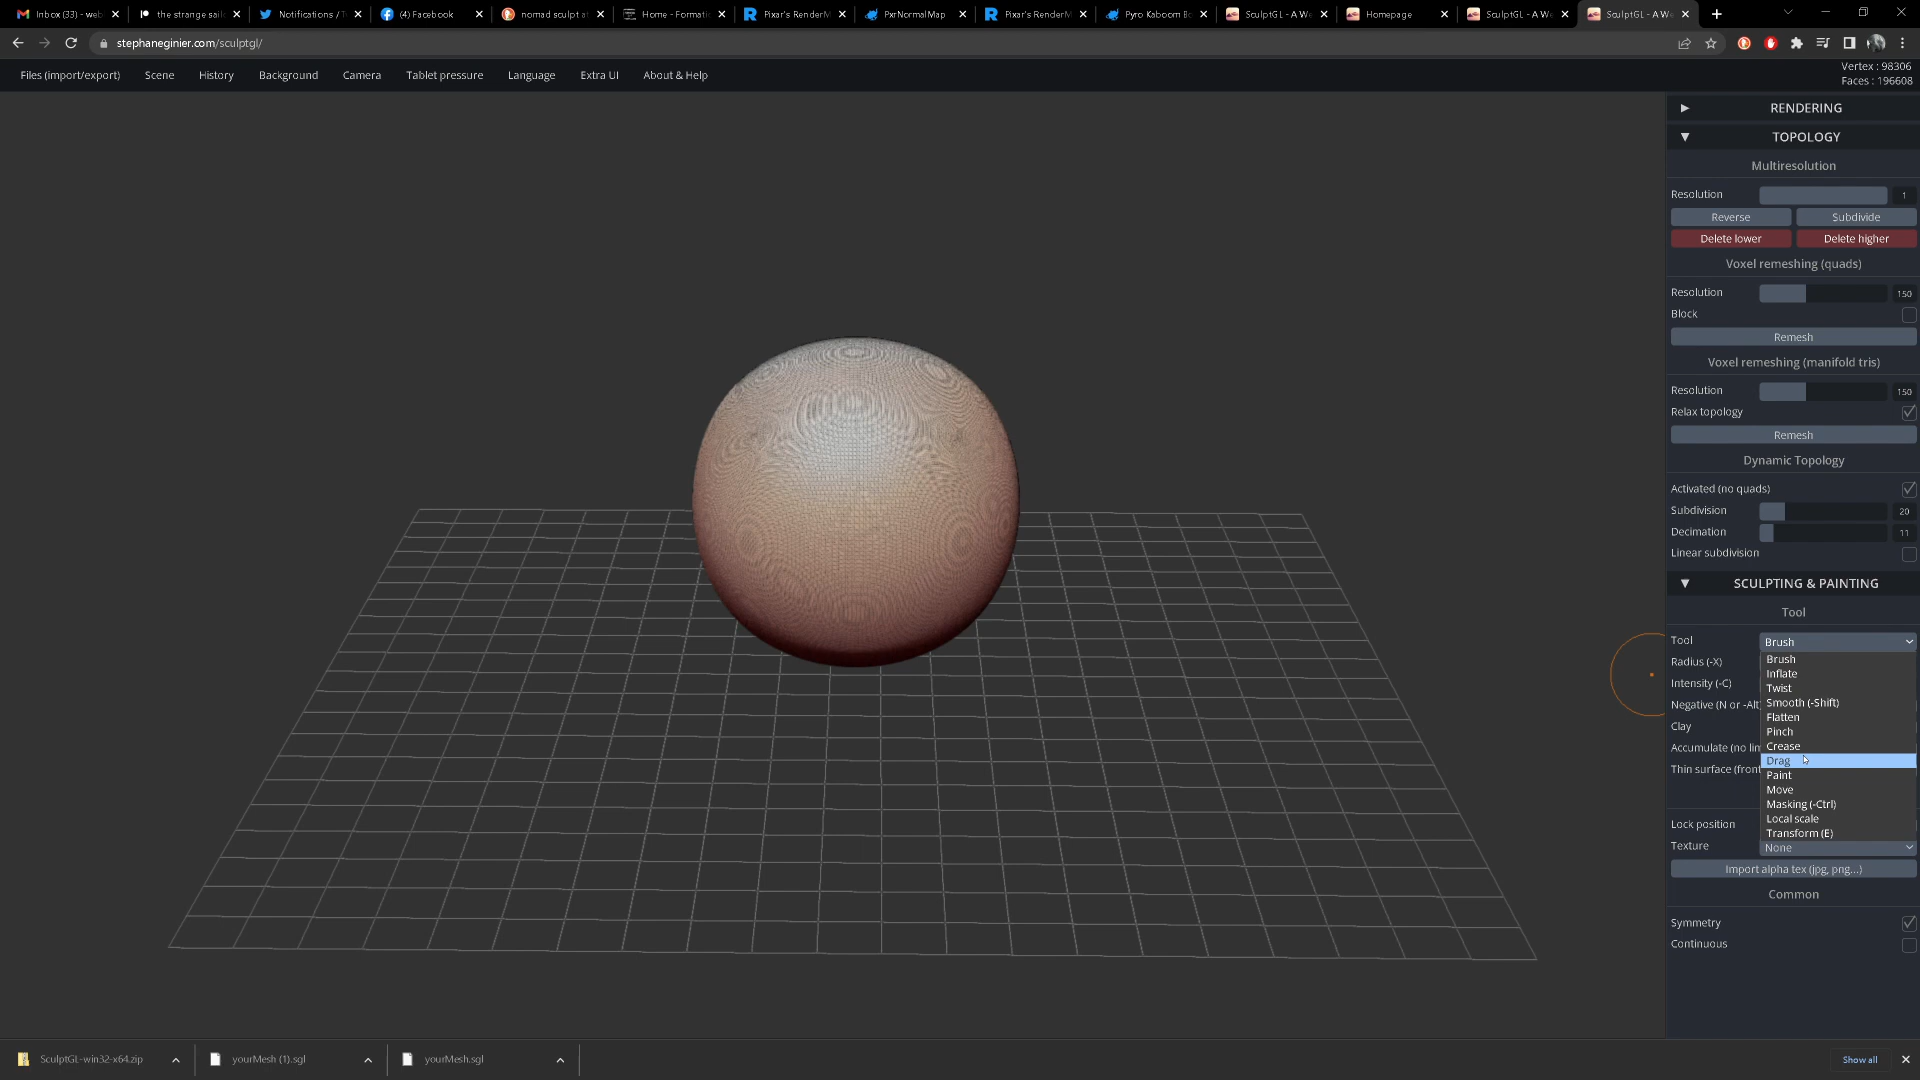 Inbox (33) - web
the strange sail
Notifications / T
(4) Facebook
nomad sculpt at
Home - Formati
Pixar's RenderM
PxrNormalMap
Pixar's RenderM
Pyro Kaboom Bo
SculptGL - A We
Homepage
SculptGL - A We
SculptGL - A We
stephaneginier.com/sculptgl/
Files (import/export)
Scene
History
Background
Camera
Tablet pressure
Language
Extra UI
About & Help
Vertex : 98306
Faces : 196608
RENDERING
TOPOLOGY
Multiresolution
Resolution 1
Reverse Subdivide
Delete lower Delete higher
Voxel remeshing (quads)
Resolution 150
Block
Remesh
Voxel remeshing (manifold tris)
Resolution 150
Relax topology
Remesh
Dynamic Topology
Activated (no quads)
Subdivision 20
Decimation 11
Linear subdivision
SCULPTING & PAINTING
Tool
Tool Brush
Radius (-X)
Intensity (-C)
Negative (N or -Alt
Clay
Accumulate (no lim
Thin surface (front
Brush
Inflate
Twist
Smooth (-Shift)
Flatten
Pinch
Crease
Drag
Paint
Move
Masking (-Ctrl)
Local scale
Transform (E)
Lock position
Texture None
Import alpha tex (jpg, png...)
Common
Symmetry
Continuous
SculptGL-win32-x64.zip
yourMesh (1).sgl
yourMesh.sgl
Show all